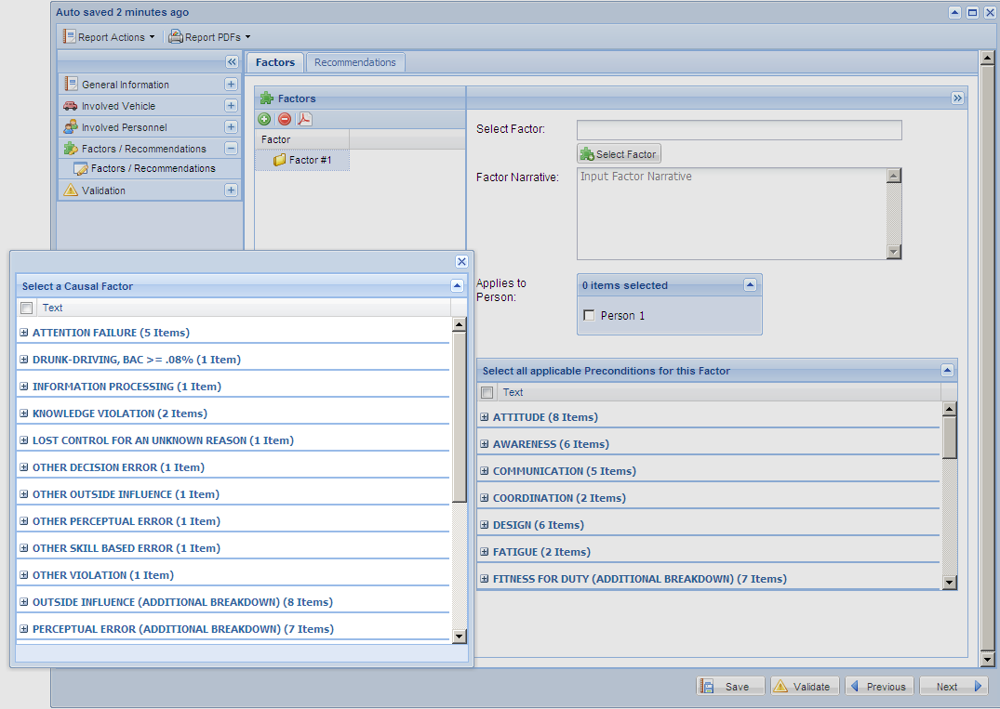 Auto saved 2 minutes ago
Report Actions
Report PDFs
General Information
Involved Vehicle
Involved Personnel
Factors / Recommendations
Factors / Recommendations
Validation
Factors
Recommendations
Factors
Factor
Factor #1
Select Factor:
Select Factor
Factor Narrative:
Input Factor Narrative
Applies to
Person:
0 items selected
Person 1
Select all applicable Preconditions for this Factor
Text
ATTITUDE (8 Items)
AWARENESS (6 Items)
COMMUNICATION (5 Items)
COORDINATION (2 Items)
DESIGN (6 Items)
FATIGUE (2 Items)
FITNESS FOR DUTY (ADDITIONAL BREAKDOWN) (7 Items)
Select a Causal Factor
Text
ATTENTION FAILURE (5 Items)
DRUNK-DRIVING, BAC >= .08% (1 Item)
INFORMATION PROCESSING (1 Item)
KNOWLEDGE VIOLATION (2 Items)
LOST CONTROL FOR AN UNKNOWN REASON (1 Item)
OTHER DECISION ERROR (1 Item)
OTHER OUTSIDE INFLUENCE (1 Item)
OTHER PERCEPTUAL ERROR (1 Item)
OTHER SKILL BASED ERROR (1 Item)
OTHER VIOLATION (1 Item)
OUTSIDE INFLUENCE (ADDITIONAL BREAKDOWN) (8 Items)
PERCEPTUAL ERROR (ADDITIONAL BREAKDOWN) (7 Items)
Save
Validate
Previous
Next